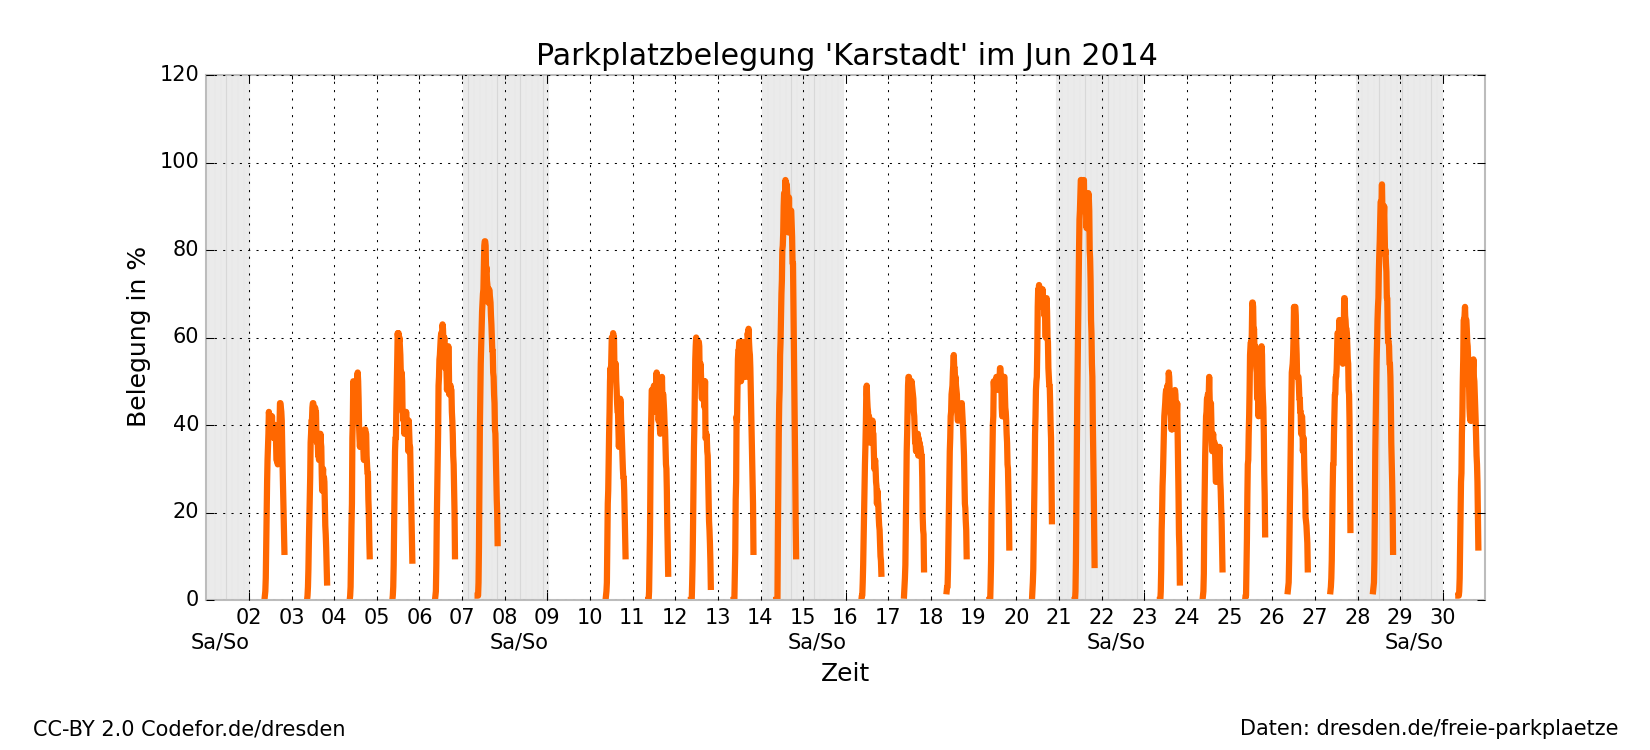 Parkplatzbelegung 'Karstadt' im Jun 2014
120
100
80
60
40
20
0
Belegung in %
02 03 04 05 06 07 08 09 10 11 12 13 14 15 16 17 18 19 20 21 22 23 24 25 26 27 28 29 30
Sa/So Sa/So Sa/So Sa/So Sa/So
Zeit
CC-BY 2.0 Codefor.de/dresden
Daten: dresden.de/freie-parkplaetze